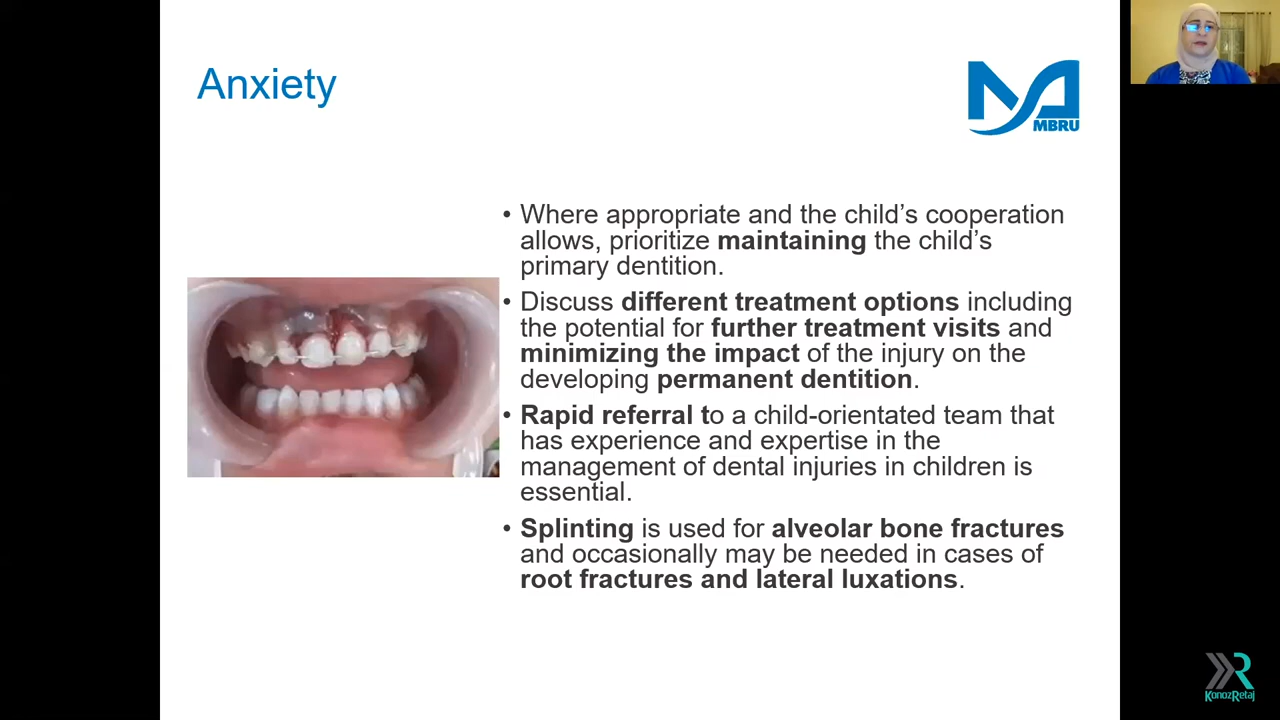 Anxiety
MBRU
• Where appropriate and the child’s cooperation
allows, prioritize maintaining the child’s
primary dentition.
• Discuss different treatment options including
the potential for further treatment visits and
minimizing the impact of the injury on the
developing permanent dentition.
• Rapid referral to a child-orientated team that
has experience and expertise in the
management of dental injuries in children is
essential.
• Splinting is used for alveolar bone fractures
and occasionally may be needed in cases of
root fractures and lateral luxations.
KonozRetaj